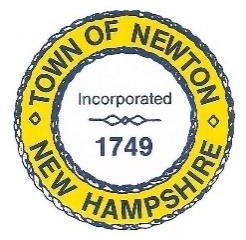 TOWN OF NEWTON
Incorporated
1749
NEW HAMPSHIRE